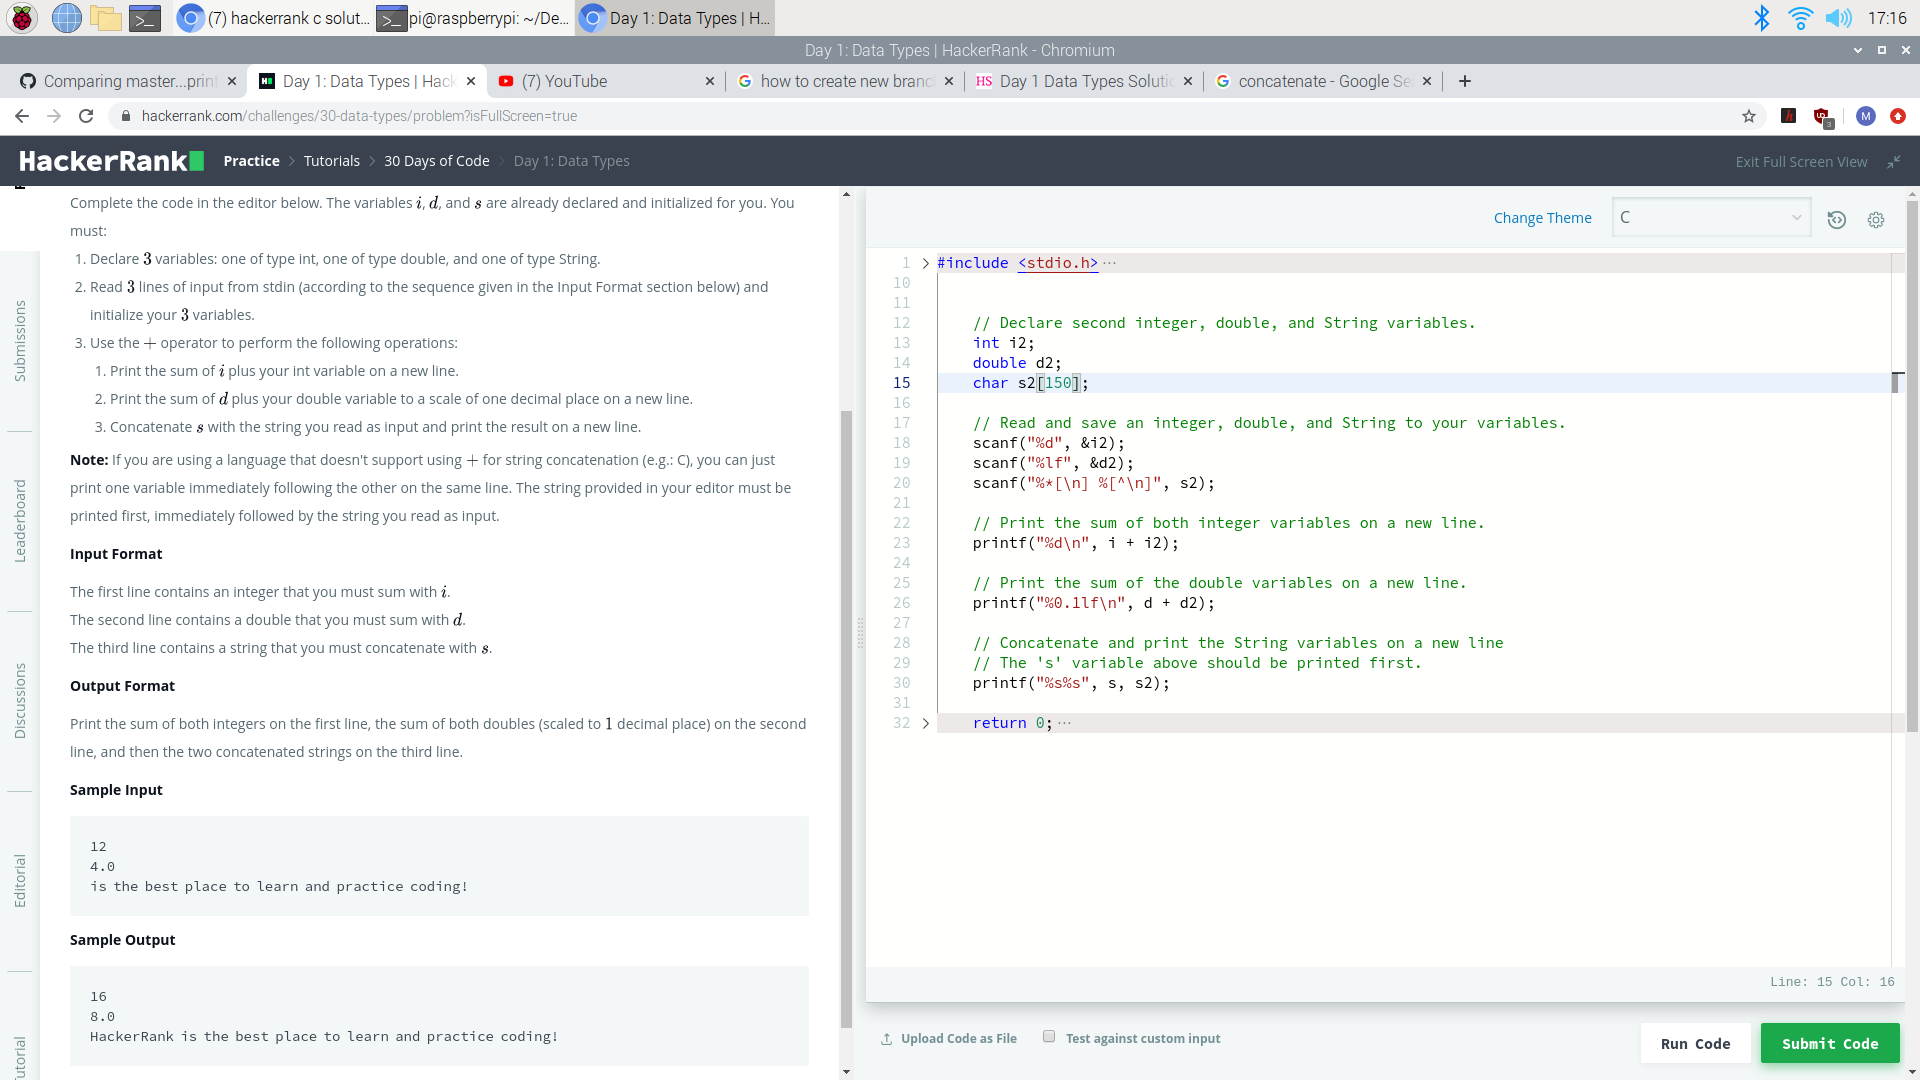 (7) hackerrank c solut...
pi@raspberrypi: ~/De...
Day 1: Data Types | H...
17:16
Day 1: Data Types | HackerRank - Chromium
Comparing master...prin
Day 1: Data Types | Hack
(7) YouTube
how to create new branc
Day 1 Data Types Soluti
concatenate - Google Se
hackerrank.com/challenges/30-data-types/problem?isFullScreen=true
HackerRank
Practice > Tutorials > 30 Days of Code > Day 1: Data Types
Exit Full Screen View
Submissions
Leaderboard
Discussions
Editorial
Complete the code in the editor below. The variables i, d, and s are already declared and initialized for you. You
must:
1. Declare 3 variables: one of type int, one of type double, and one of type String.
2. Read 3 lines of input from stdin (according to the sequence given in the Input Format section below) and
initialize your 3 variables.
3. Use the + operator to perform the following operations:
1. Print the sum of i plus your int variable on a new line.
2. Print the sum of d plus your double variable to a scale of one decimal place on a new line.
3. Concatenate s with the string you read as input and print the result on a new line.
Note: If you are using a language that doesn't support using + for string concatenation (e.g.: C), you can just
print one variable immediately following the other on the same line. The string provided in your editor must be
printed first, immediately followed by the string you read as input.
Input Format
The first line contains an integer that you must sum with i.
The second line contains a double that you must sum with d.
The third line contains a string that you must concatenate with s.
Output Format
Print the sum of both integers on the first line, the sum of both doubles (scaled to 1 decimal place) on the second
line, and then the two concatenated strings on the third line.
Sample Input
12
4.0
is the best place to learn and practice coding!
Sample Output
16
8.0
HackerRank is the best place to learn and practice coding!
Change Theme
C
1 #include <stdio.h> ···
10
11
12 // Declare second integer, double, and String variables.
13 int i2;
14 double d2;
15 char s2[150];
16
17 // Read and save an integer, double, and String to your variables.
18 scanf("%d", &i2);
19 scanf("%lf", &d2);
20 scanf("%*[\n] %[^\n]", s2);
21
22 // Print the sum of both integer variables on a new line.
23 printf("%d\n", i + i2);
24
25 // Print the sum of the double variables on a new line.
26 printf("%0.1lf\n", d + d2);
27
28 // Concatenate and print the String variables on a new line
29 // The 's' variable above should be printed first.
30 printf("%s%s", s, s2);
31
32 return 0; ···
Line: 15 Col: 16
Upload Code as File
Test against custom input
Run Code
Submit Code